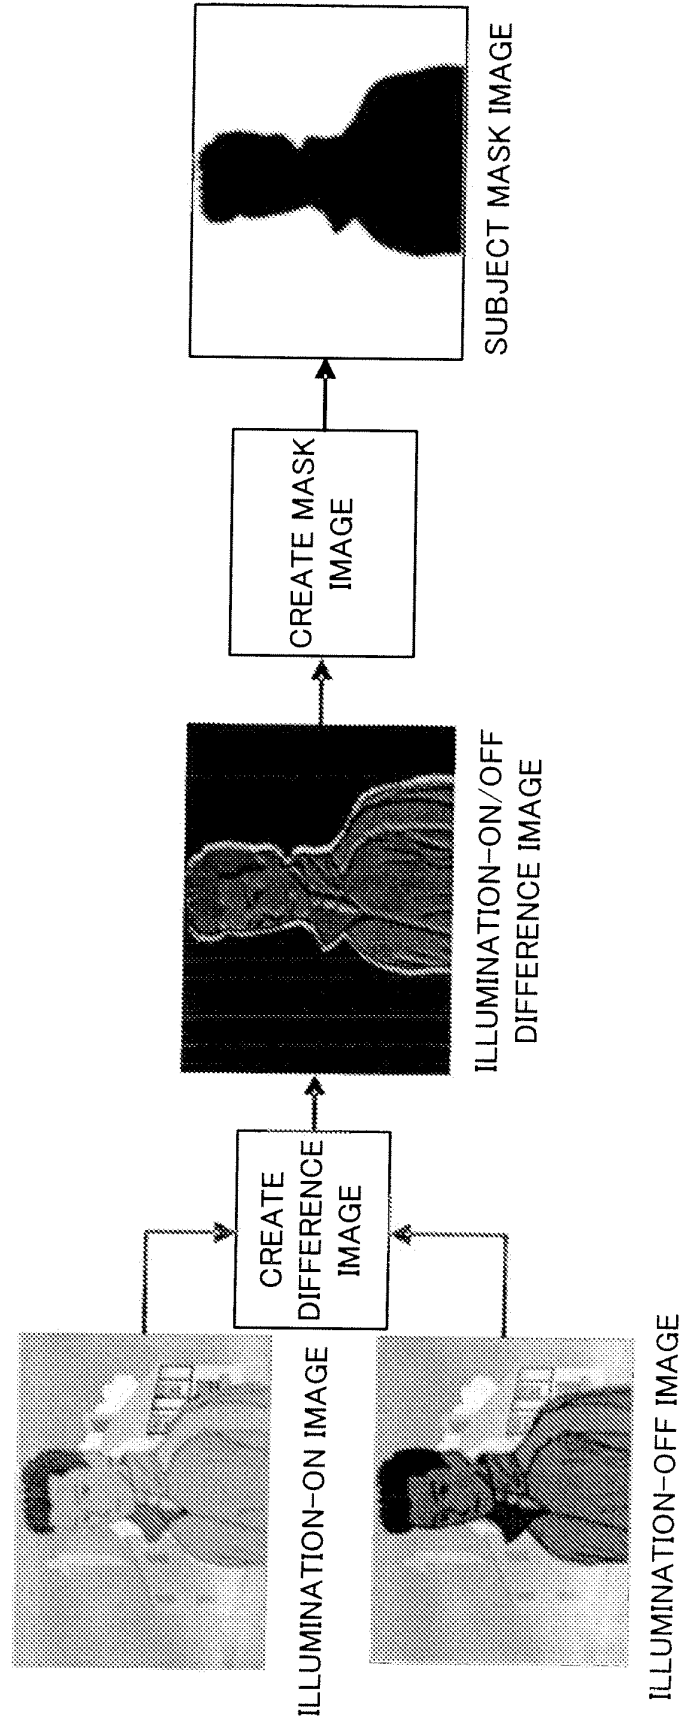 ILLUMINATION-ON IMAGE
ILLUMINATION-OFF IMAGE
CREATE
DIFFERENCE
IMAGE
ILLUMINATION-ON/OFF
DIFFERENCE IMAGE
CREATE MASK
IMAGE
SUBJECT MASK IMAGE